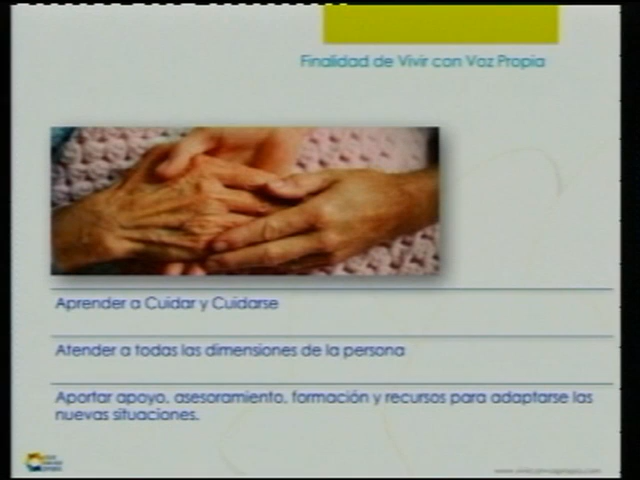 Finalidad de Vivir con Voz Propia
Aprender a Cuidar y Cuidarse
Atender a todas las dimensiones de la persona
Aportar apoyo, asesoramiento, formación y recursos para adaptarse las
nuevas situaciones.